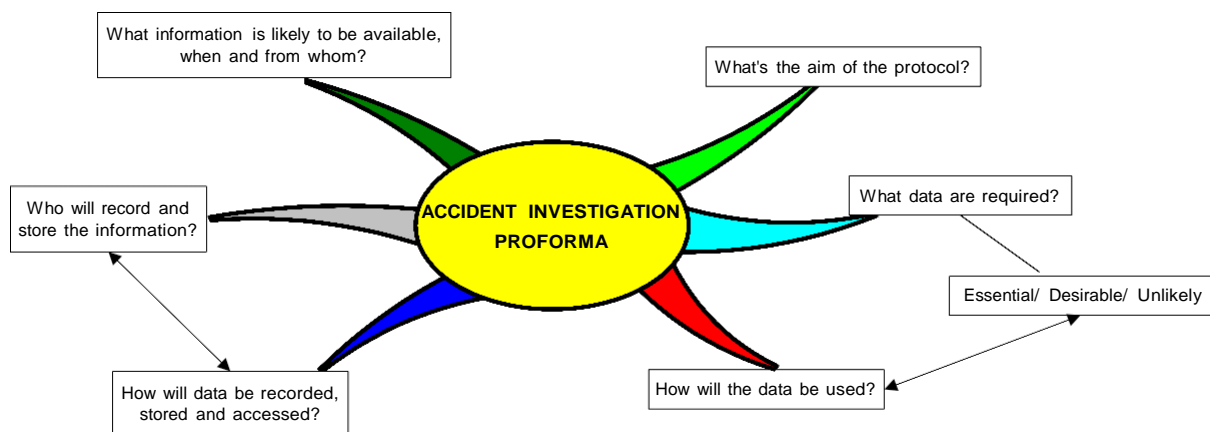 What information is likely to be available,
when and from whom?
What's the aim of the protocol?
Who will record and
store the information?
ACCIDENT INVESTIGATION
PROFORMA
What data are required?
Essential/ Desirable/ Unlikely
How will data be recorded,
stored and accessed?
How will the data be used?